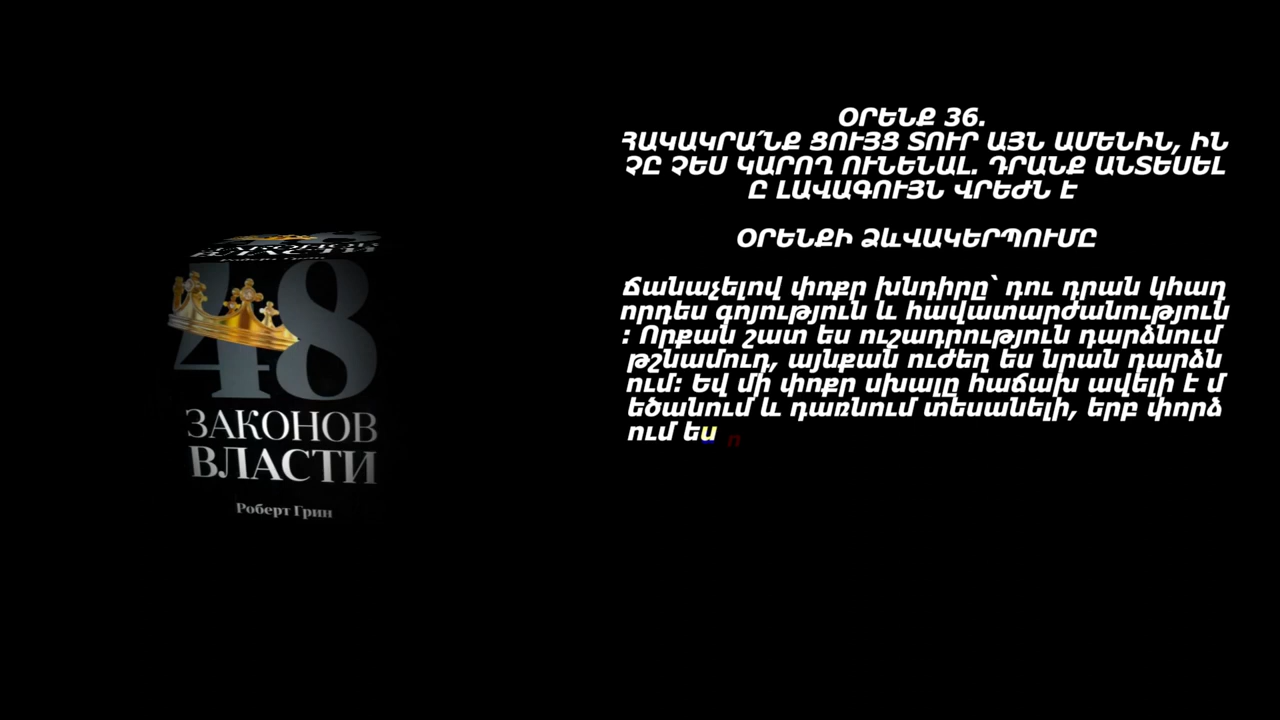 48
ЗАКОНОВ
ВЛАСТИ
Роберт Грин
ՕՐԵՆՔ 36.
ՀԱԿԱԿՐԱ՜ՆՔ ՑՈՒՅՑ ՏՈՒՐ ԱՅՆ ԱՄԵՆԻՆ, ԻՆ
ՉԸ ՉԵՍ ԿԱՐՈՂ ՈՒՆԵՆԱԼ. ԴՐԱՆՔ ԱՆՏԵՍԵԼ
Ը ԼԱՎԱԳՈՒՅՆ ՎՐԵԺՆ Է
ՕՐԵՆՔԻ ՁևՎԱԿԵՐՊՈՒՄԸ
Ճանաչելով փոքր խնդիրը՝ դու դրան կհաղ
որդես գոյություն և հավատարժանություն
։ Որքան շատ ես ուշադրություն դարձնում
թշնամուդ, այնքան ուժեղ ես նրան դարձն
ում։ Եվ մի փոքր սխալը հաճախ ավելի է մ
եծանում և դառնում տեսանելի, երբ փորձ
ում ես ո